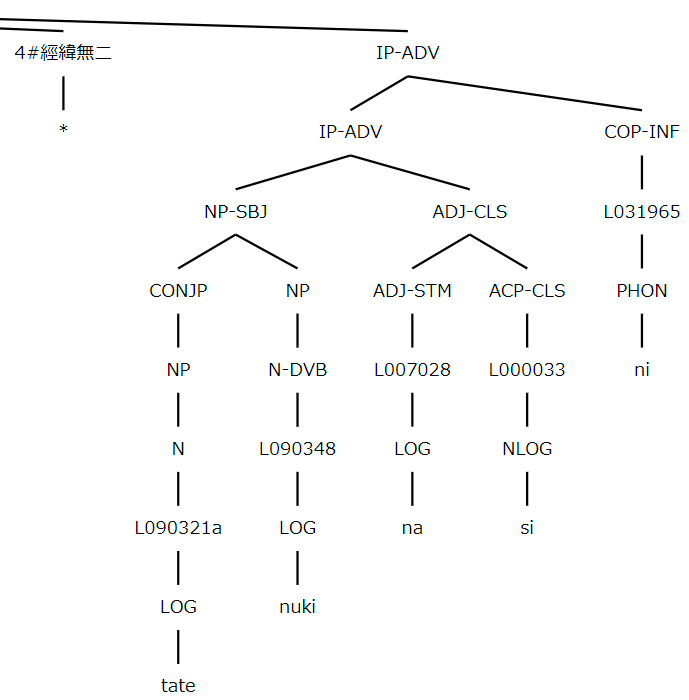 4#經緯無二 IP-ADV
* IP-ADV COP-INF
NP-SBJ ADJ-CLS L031965
CONJP NP ADJ-STM ACP-CLS PHON
NP N-DVB L007028 L000033 ni
N L090348 LOG NLOG
L090321a LOG na si
LOG nuki
tate